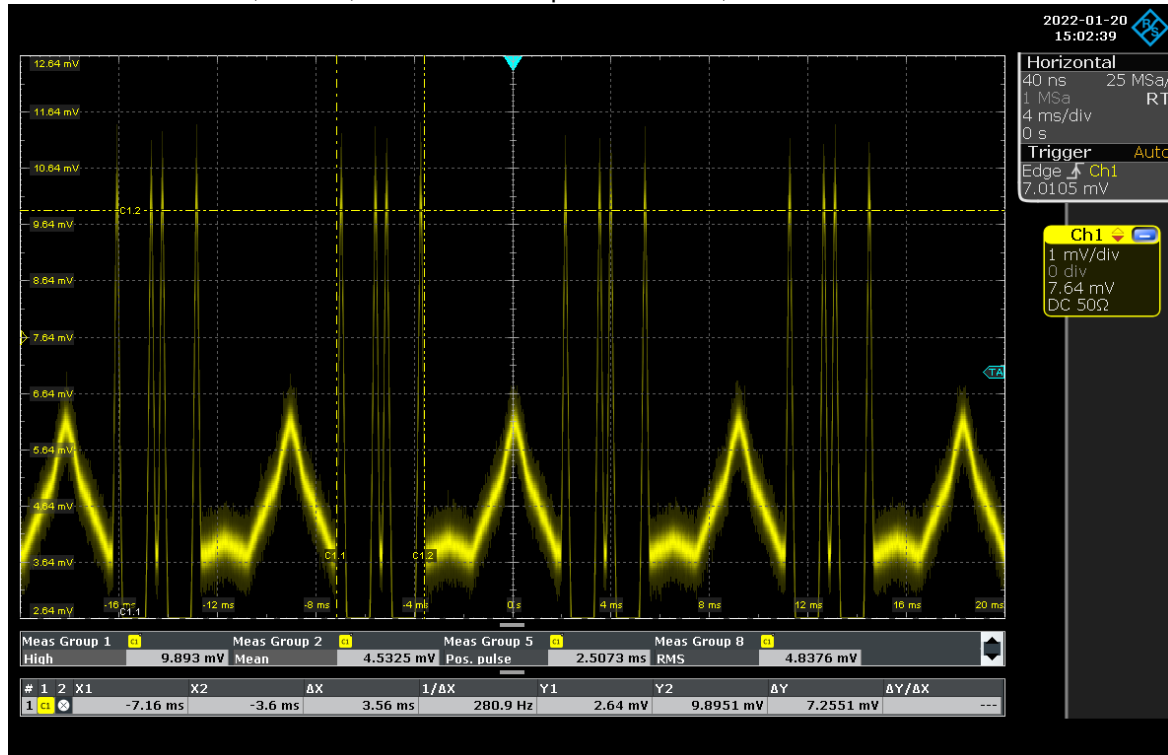 2022-01-20
15:02:39
R&S
Horizontal
40 ns 25 MSa/
1 MSa RT
4 ms/div
0 s
Trigger Auto
Edge Ch1
7.0105 mV
Ch1
1 mV/div
0 div
7.64 mV
DC 50Ω
12.64 mV
11.64 mV
10.64 mV
C1.2
9.64 mV
8.64 mV
7.64 mV
TA
6.64 mV
5.64 mV
4.64 mV
C1.1 C1.2
3.64 mV
2.64 mV -16 ms -12 ms -8 ms -4 ms 0 s 4 ms 8 ms 12 ms 16 ms 20 ms
C1.1
Meas Group 1 C1 Meas Group 2 C1 Meas Group 5 C1 Meas Group 8 C1
High 9.893 mV Mean 4.5325 mV Pos. pulse 2.5073 ms RMS 4.8376 mV
# 1 2 X1 X2 ΔX 1/ΔX Y1 Y2 ΔY ΔY/ΔX
1 C1 -7.16 ms -3.6 ms 3.56 ms 280.9 Hz 2.64 mV 9.8951 mV 7.2551 mV ---